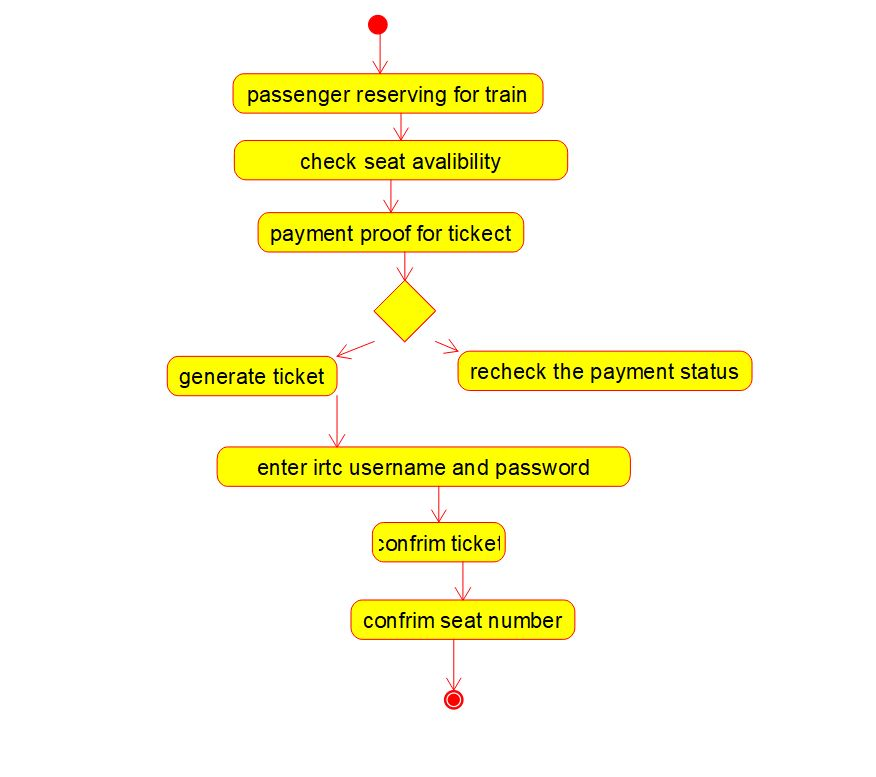 passenger reserving for train
check seat avalibility
payment proof for tickect
generate ticket
recheck the payment status
enter irtc username and password
confrim ticket
confrim seat number